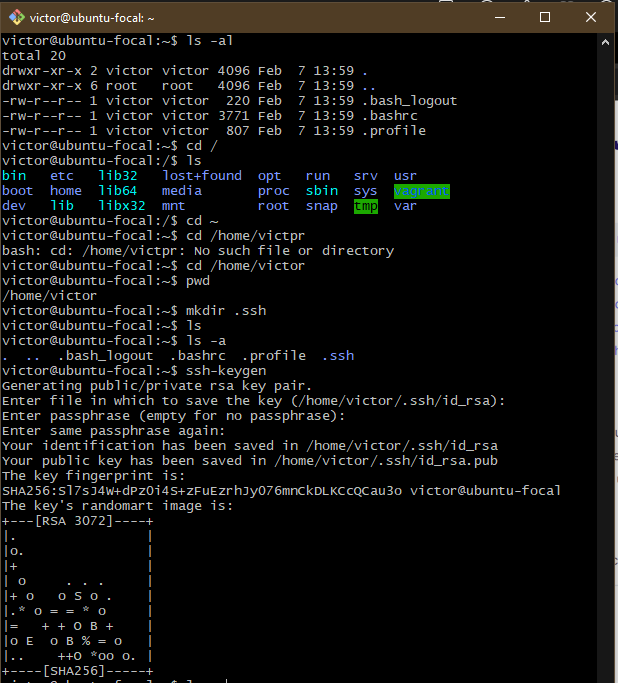 victor@ubuntu-focal: ~
victor@ubuntu-focal:~$ ls -al
total 20
drwxr-xr-x 2 victor victor 4096 Feb  7 13:59 .
drwxr-xr-x 6 root   root   4096 Feb  7 13:59 ..
-rw-r--r-- 1 victor victor  220 Feb  7 13:59 .bash_logout
-rw-r--r-- 1 victor victor 3771 Feb  7 13:59 .bashrc
-rw-r--r-- 1 victor victor  807 Feb  7 13:59 .profile
victor@ubuntu-focal:~$ cd /
victor@ubuntu-focal:/$ ls
bin   etc   lib32   lost+found  opt   run   srv  usr
boot  home  lib64   media       proc  sbin  sys  vagrant
dev   lib   libx32  mnt         root  snap  tmp  var
victor@ubuntu-focal:/$ cd ~
victor@ubuntu-focal:~$ cd /home/victpr
bash: cd: /home/victpr: No such file or directory
victor@ubuntu-focal:~$ cd /home/victor
victor@ubuntu-focal:~$ pwd
/home/victor
victor@ubuntu-focal:~$ mkdir .ssh
victor@ubuntu-focal:~$ ls
victor@ubuntu-focal:~$ ls -a
.  ..  .bash_logout  .bashrc  .profile  .ssh
victor@ubuntu-focal:~$ ssh-keygen
Generating public/private rsa key pair.
Enter file in which to save the key (/home/victor/.ssh/id_rsa):
Enter passphrase (empty for no passphrase):
Enter same passphrase again:
Your identification has been saved in /home/victor/.ssh/id_rsa
Your public key has been saved in /home/victor/.ssh/id_rsa.pub
The key fingerprint is:
SHA256:Sl7sJ4W+dPzOi4S+zFuEzrhJyO76mnCkDLKCcQCau3o victor@ubuntu-focal
The key's randomart image is:
+---[RSA 3072]----+
|.                |
|o.               |
|+                |
| o     . . .     |
|+ o   o S o .    |
|.* o = = * o     |
|=   + + O B +    |
|o E  o B % = o   |
|..    ++O *oo o. |
+----[SHA256]-----+